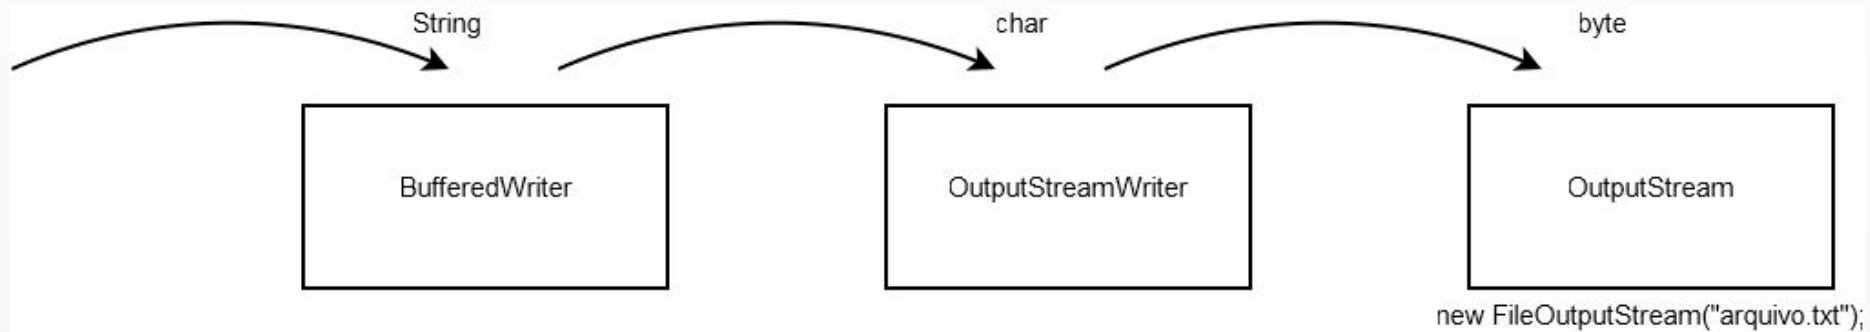 String
char
byte
BufferedWriter
OutputStreamWriter
OutputStream
new FileOutputStream("arquivo.txt");